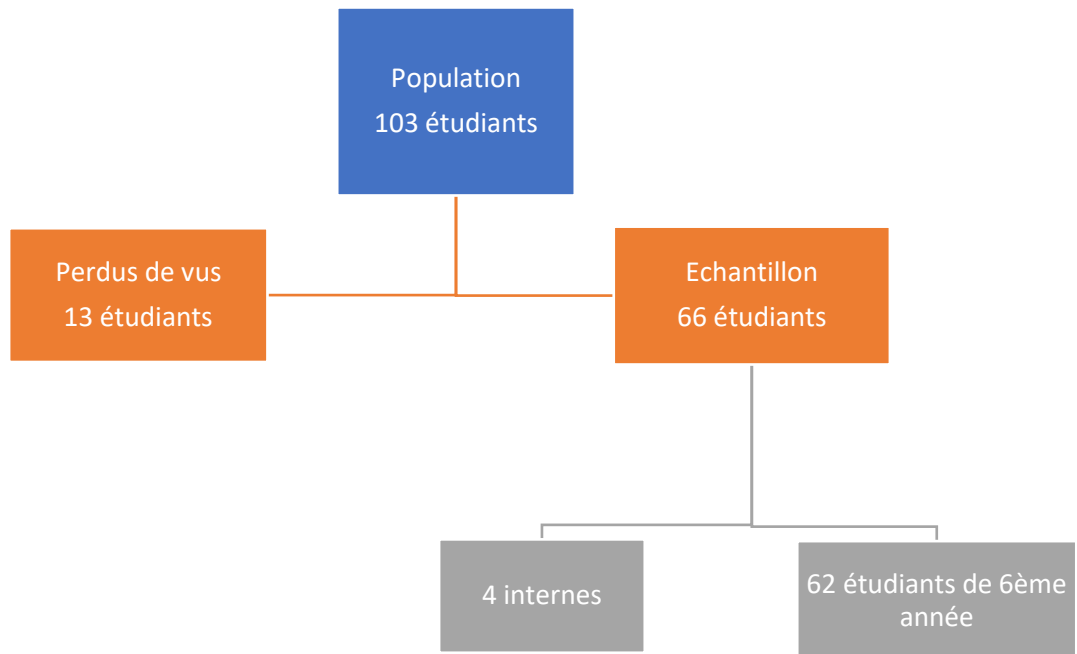 Population
103 étudiants
Perdus de vus
13 étudiants
Echantillon
66 étudiants
4 internes
62 étudiants de 6ème
année